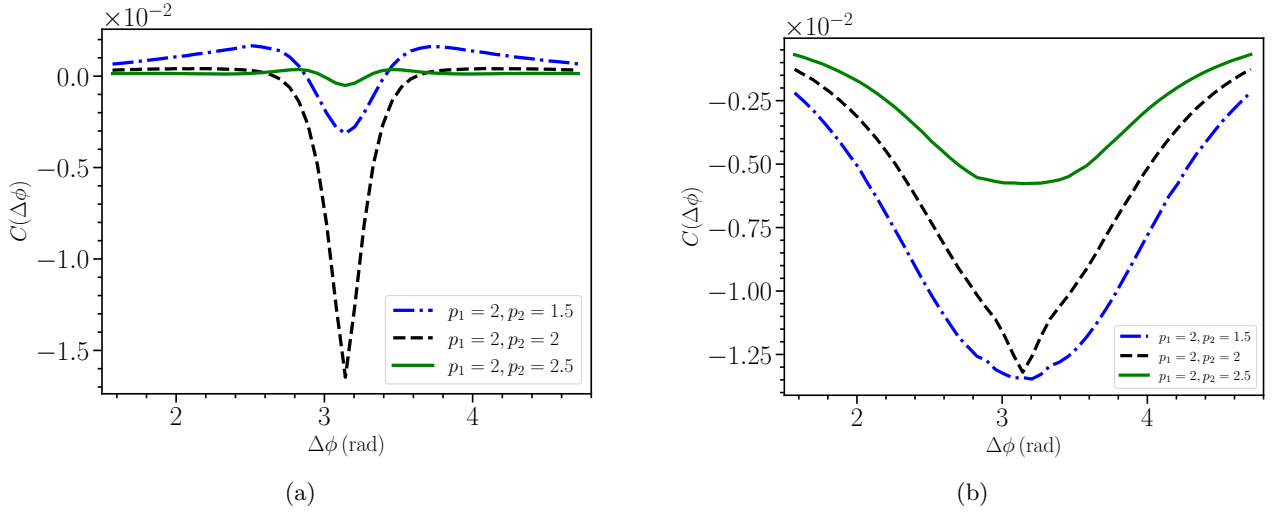 ×10⁻²
0.0
−0.5
−1.0
−1.5
C(Δϕ)
p₁ = 2, p₂ = 1.5
p₁ = 2, p₂ = 2
p₁ = 2, p₂ = 2.5
2 3 4
Δϕ (rad)
(a)
×10⁻²
−0.25
−0.50
−0.75
−1.00
−1.25
C(Δϕ)
p₁ = 2, p₂ = 1.5
p₁ = 2, p₂ = 2
p₁ = 2, p₂ = 2.5
2 3 4
Δϕ (rad)
(b)